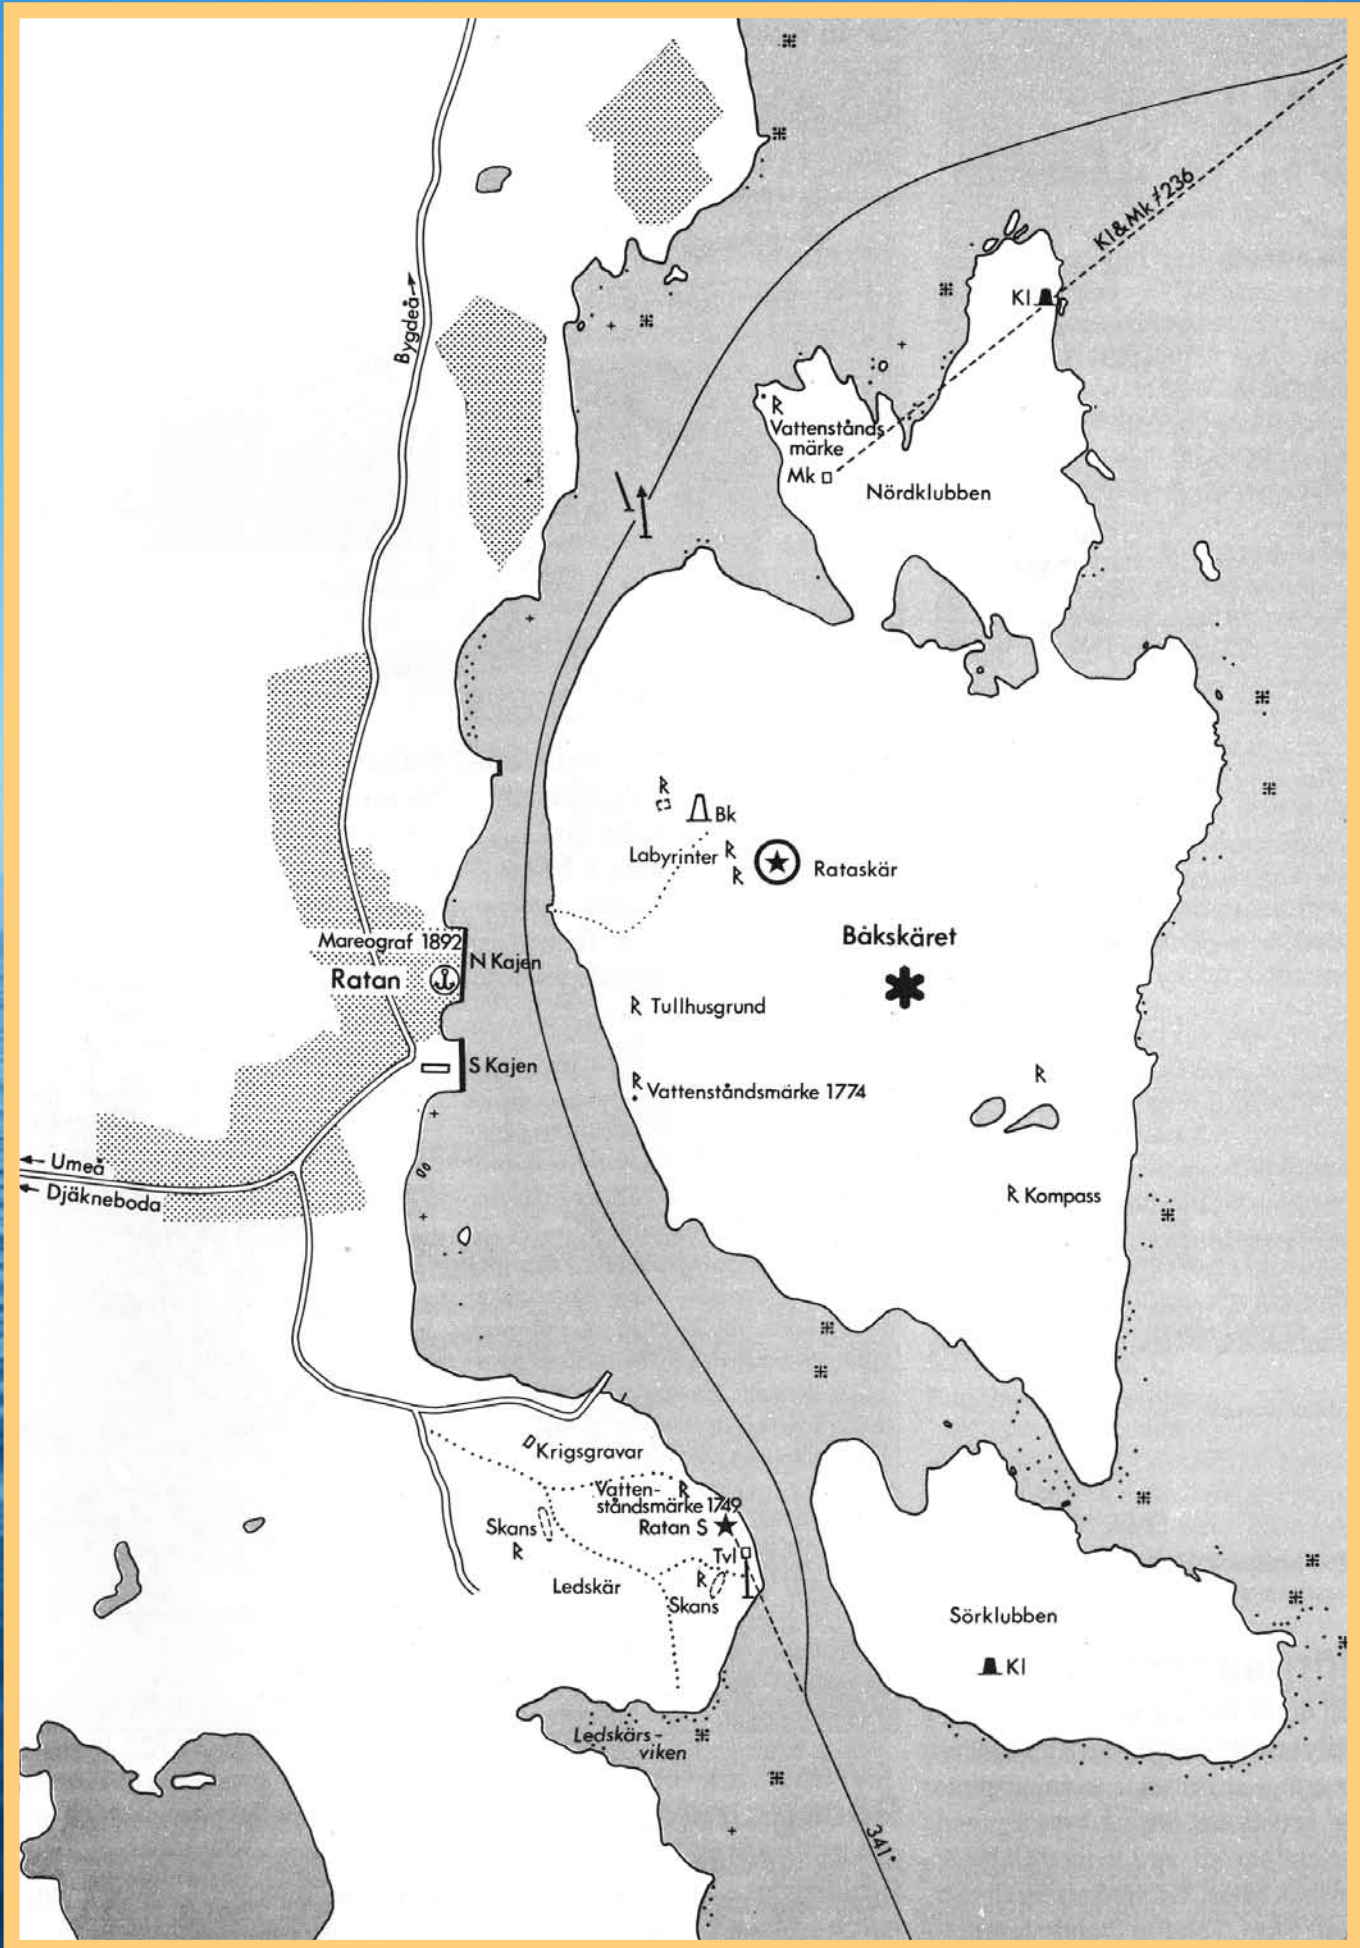 Kl&Mk ≠236
Kl
Bygdeå→
R
Vattenstånds
märke
Mk
Nördklubben
R
Bk
Labyrinter R
R
Rataskär
Båkskäret
Mareograf 1892
N Kajen
Ratan
R Tullhusgrund
S Kajen
R
R Vattenståndsmärke 1774
← Umeå
← Djäkneboda
R Kompass
Krigsgravar
Vatten- R
ståndsmärke 1749
Skans
Ratan S
R
Tvl
Ledskär
R
Skans
Sörklubben
Kl
Ledskärs-
viken
341°